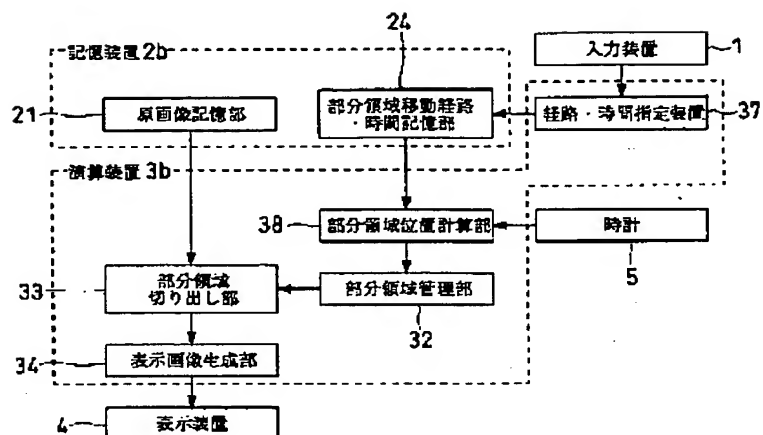 24
記憶装置2b
入力装置
1
21
原画像記憶部
部分領域移動経路
・時間記憶部
経路・時間指定装置
37
演算装置3b
38
部分領域位置計算部
時計
5
33
部分領域
切り出し部
部分領域管理部
32
34
表示画像生成部
4
表示装置